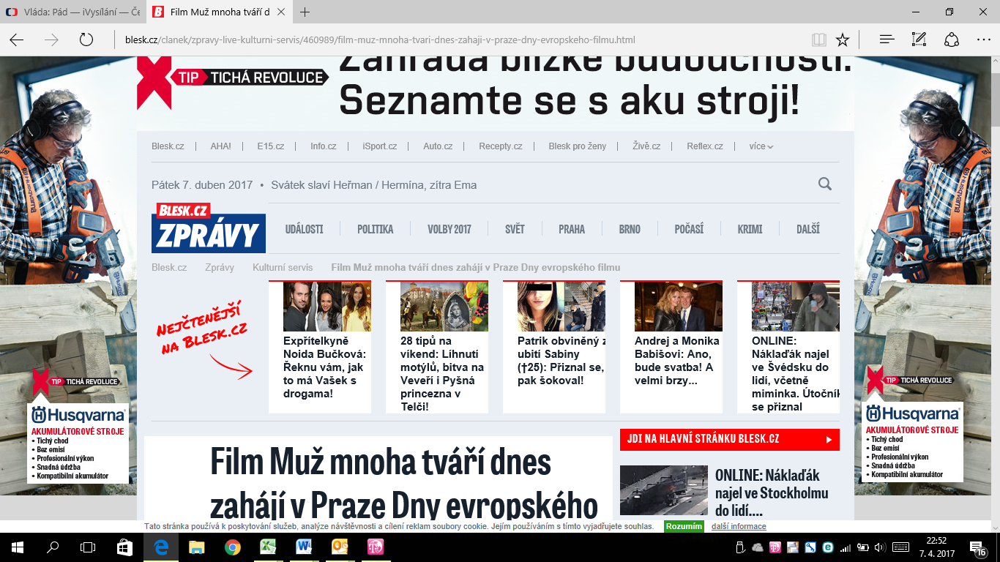 Vláda: Pád — iVysílání — Če
Film Muž mnoha tváří d
blesk.cz/clanek/zpravy-live-kulturni-servis/460989/film-muz-mnoha-tvari-dnes-zahaji-v-praze-dny-evropskeho-filmu.html
Zahrada blízké budoucnosti.
TIP TICHÁ REVOLUCE
Seznamte se s aku stroji!
Blesk.cz
AHA!
E15.cz
Info.cz
iSport.cz
Auto.cz
Recepty.cz
Blesk pro ženy
Živě.cz
Reflex.cz
více
Pátek 7. duben 2017 • Svátek slaví Heřman / Hermína, zítra Ema
BLESK.CZ
ZPRÁVY
UDÁLOSTI
POLITIKA
VOLBY 2017
SVĚT
PRAHA
BRNO
POČASÍ
KRIMI
DALŠÍ
Blesk.cz
Zprávy
Kulturní servis
Film Muž mnoha tváří dnes zahájí v Praze Dny evropského filmu
NEJČTENĚJŠÍ
NA BLESK.CZ
Expřítelkyně
Noida Bučková:
Řeknu vám, jak
to má Vašek s
drogama!
28 tipů na
víkend: Líhnutí
motýlů, bitva na
Veveří i Pyšná
princezna v
Telči!
Patrik obviněný z
ubití Sabiny
(†25): Přiznal se,
pak šokoval!
Andrej a Monika
Babišovi: Ano,
bude svatba! A
velmi brzy...
ONLINE:
Náklaďák najel
ve Švédsku do
lidí, včetně
miminka. Útočník
se přiznal
TIP TICHÁ REVOLUCE
Husqvarna
AKUMULÁTOROVÉ STROJE
• Tichý chod
• Bez emisí
• Profesionální výkon
• Snadná údržba
• Kompatibilní akumulátor
Film Muž mnoha tváří dnes
zahájí v Praze Dny evropského
JDI NA HLAVNÍ STRÁNKU BLESK.CZ
ONLINE: Náklaďák
najel ve Stockholmu
do lidí....
TIP TICHÁ REVOLUCE
Husqvarna
AKUMULÁTOROVÉ STROJE
• Tichý chod
• Bez emisí
• Profesionální výkon
• Snadná údržba
• Kompatibilní akumulátor
Husqvarna
Tato stránka používá k poskytování služeb, analýze návštěvnosti a cílení reklam soubory cookie. Jejím používáním s tímto vyjadřujete souhlas.
Rozumím
další informace
22:52
7. 4. 2017
16